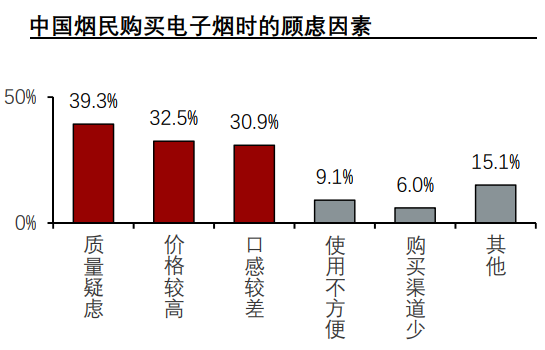 中国烟民购买电子烟时的顾虑因素
50%
0%
39.3%
32.5%
30.9%
9.1%
6.0%
15.1%
质量疑虑
价格较高
口感较差
使用不方便
购买渠道少
其他